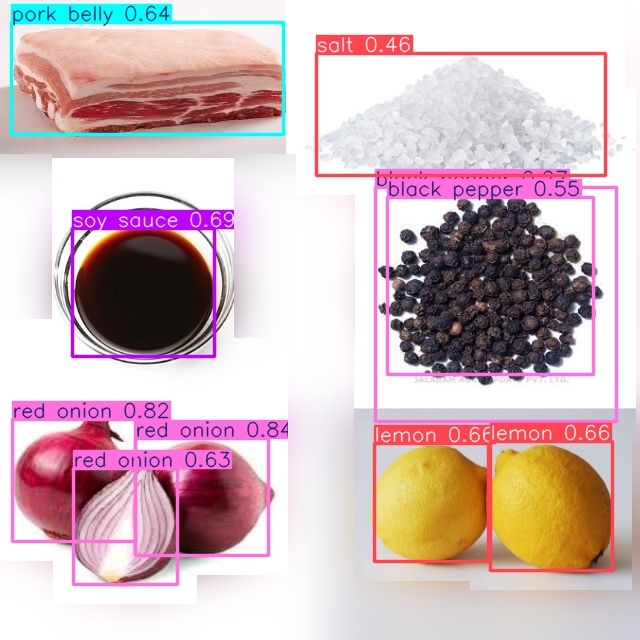 pork belly 0.64
salt 0.46
black pepper 0.55
soy sauce 0.69
red onion 0.82
red onion 0.84
red onion 0.63
lemon 0.66
lemon 0.66